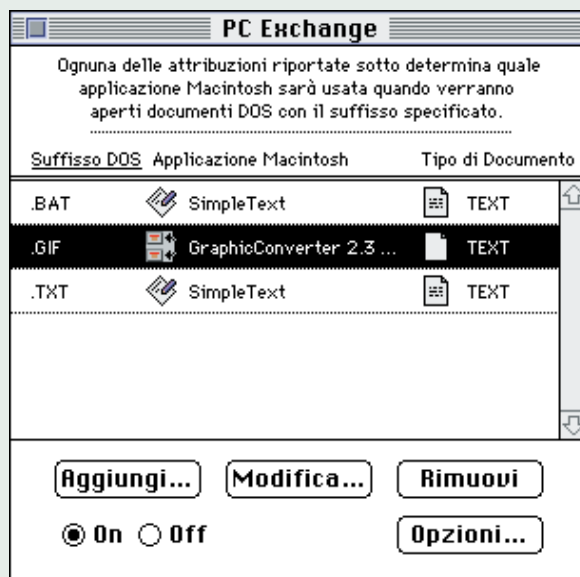 PC Exchange
Ognuna delle attribuzioni riportate sotto determina quale
applicazione Macintosh sarà usata quando verranno
aperti documenti DOS con il suffisso specificato.
Suffisso DOS Applicazione Macintosh Tipo di Documento
.BAT SimpleText TEXT
.GIF GraphicConverter 2.3 ... TEXT
.TXT SimpleText TEXT
Aggiungi... Modifica... Rimuovi
On Off Opzioni...